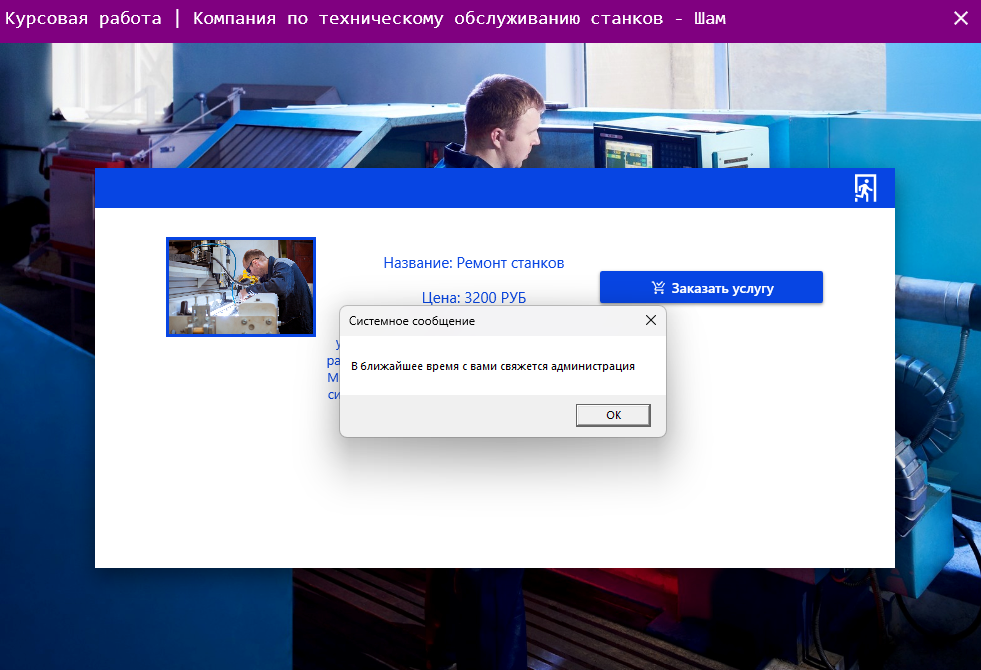 Курсовая работа | Компания по техническому обслуживанию станков - Шам
Название: Ремонт станков
Цена: 3200 РУБ
Заказать услугу
Системное сообщение
В ближайшее время с вами свяжется администрация
OK